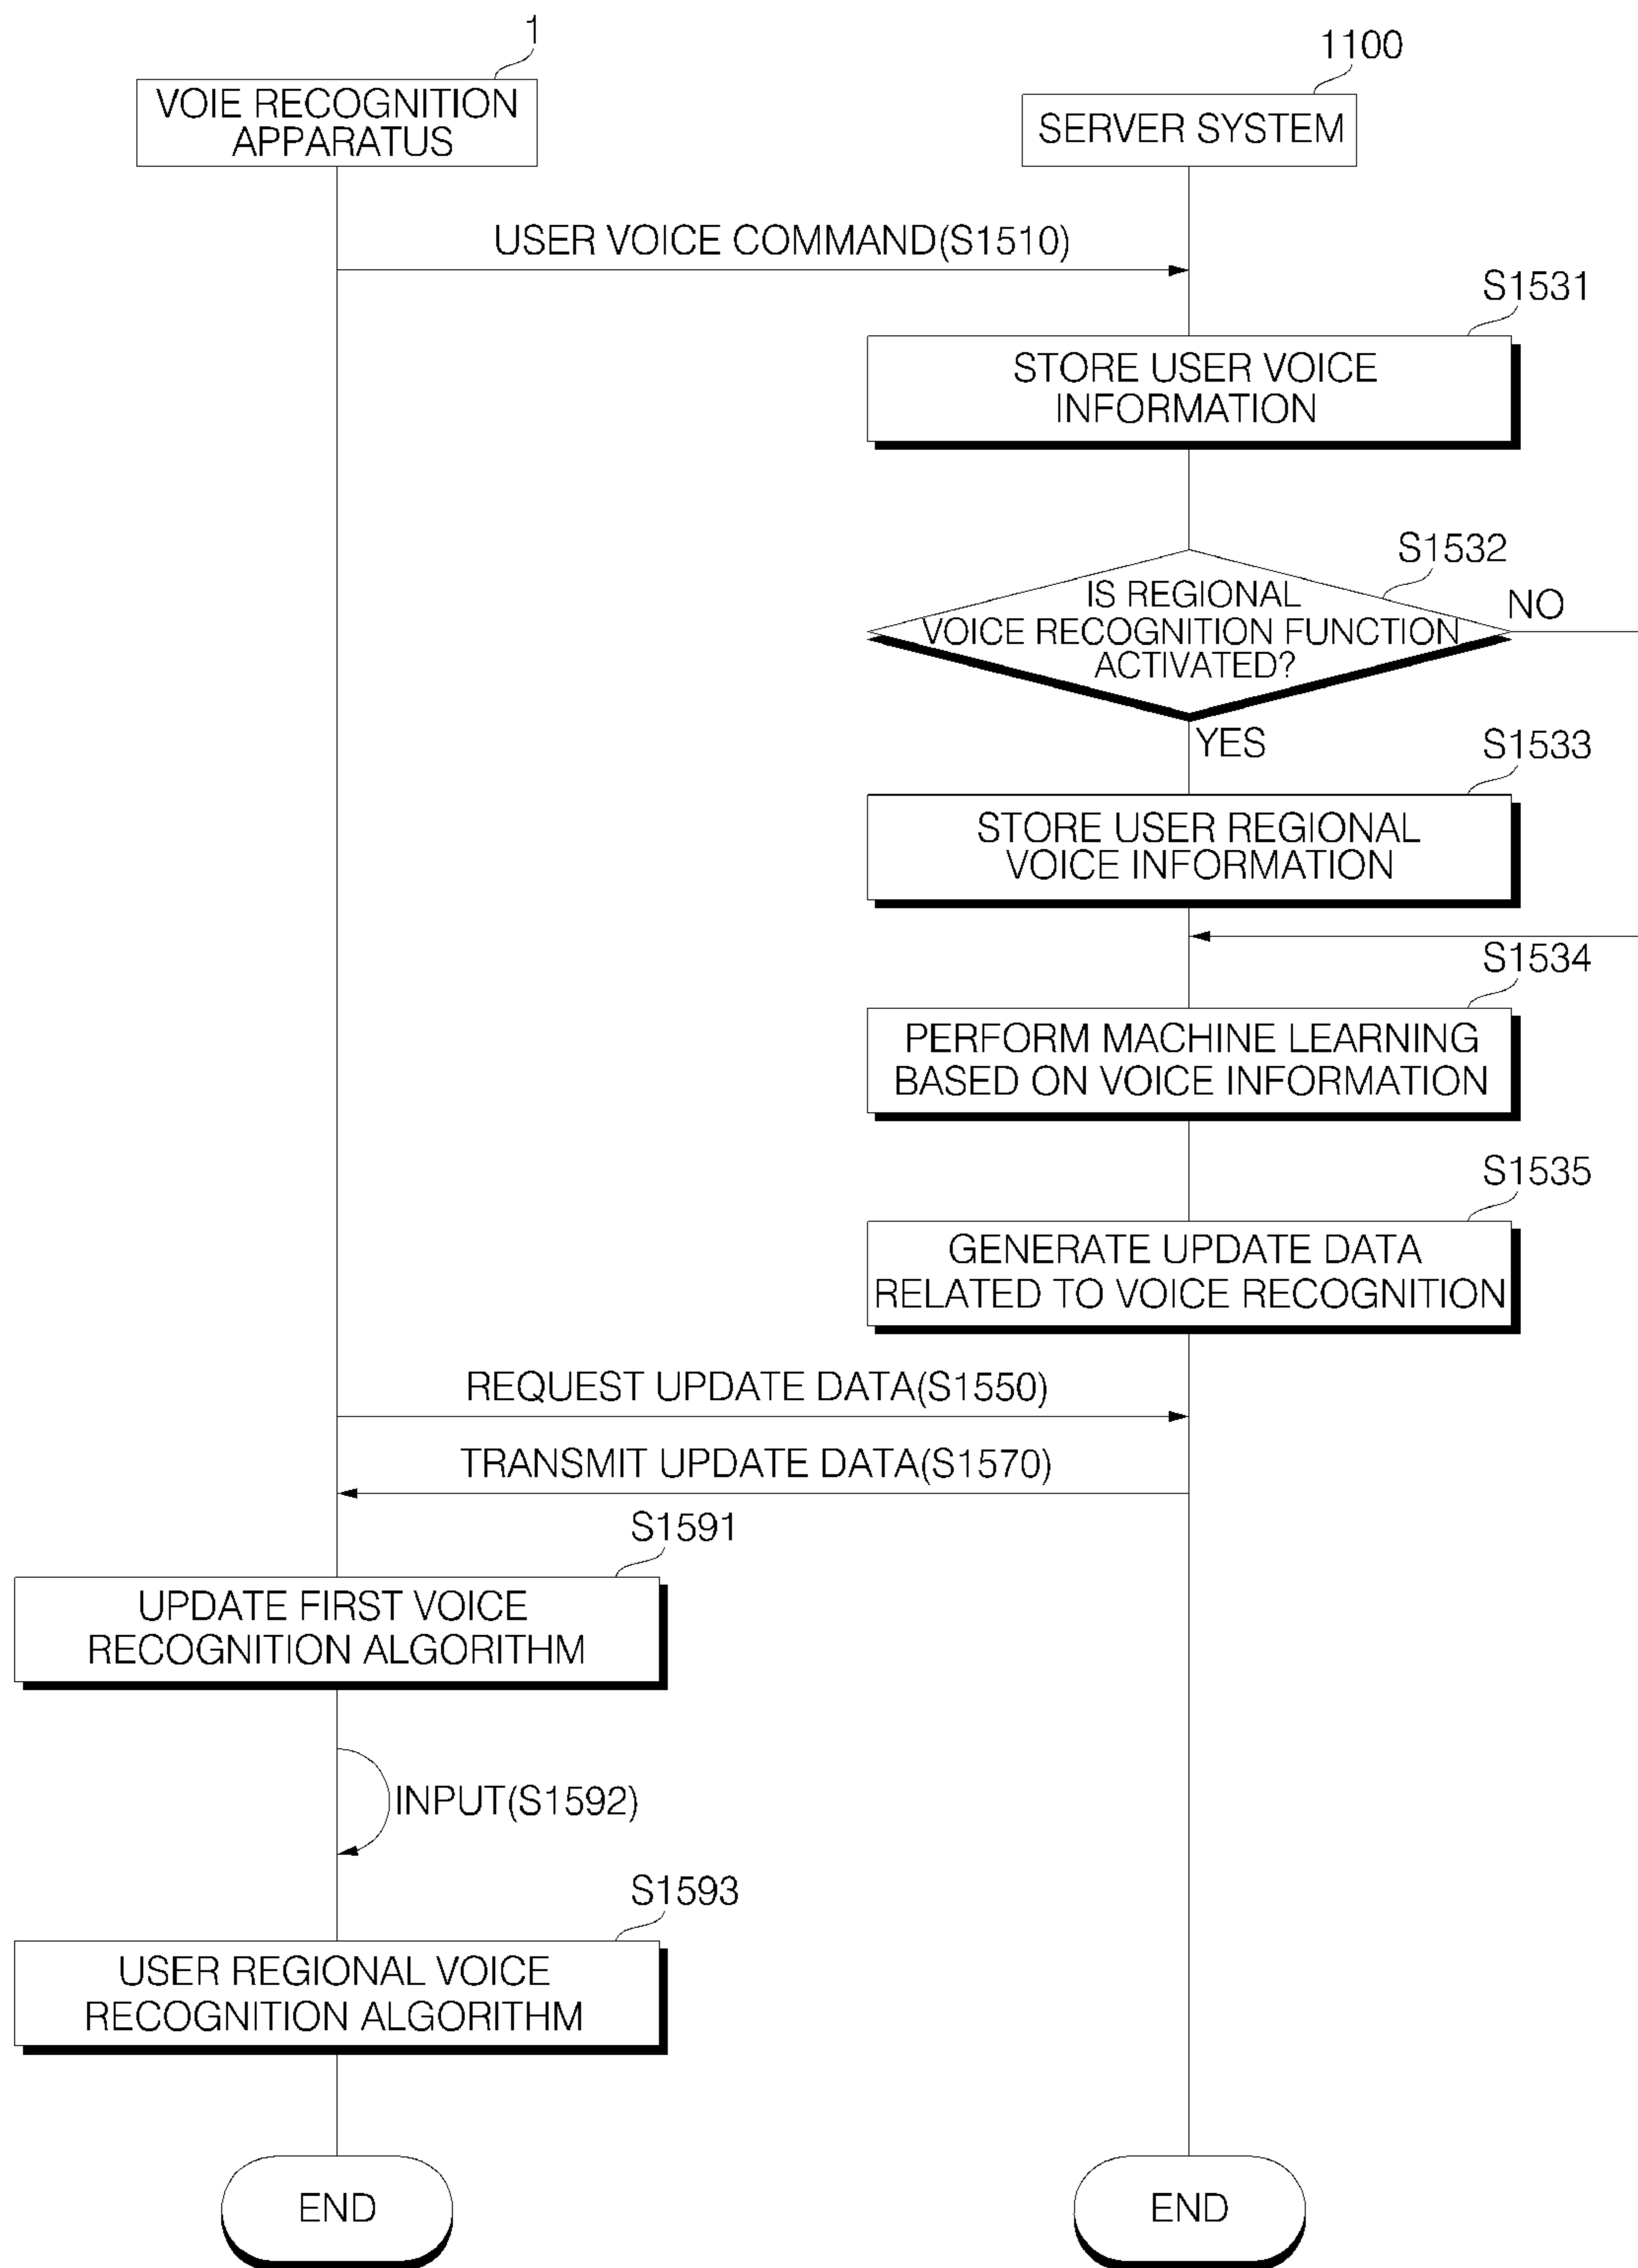 1
VOIE RECOGNITION
APPARATUS
1100
SERVER SYSTEM
USER VOICE COMMAND(S1510)
S1531
STORE USER VOICE
INFORMATION
S1532
IS REGIONAL
VOICE RECOGNITION FUNCTION
ACTIVATED?
NO
YES
S1533
STORE USER REGIONAL
VOICE INFORMATION
S1534
PERFORM MACHINE LEARNING
BASED ON VOICE INFORMATION
S1535
GENERATE UPDATE DATA
RELATED TO VOICE RECOGNITION
REQUEST UPDATE DATA(S1550)
TRANSMIT UPDATE DATA(S1570)
S1591
UPDATE FIRST VOICE
RECOGNITION ALGORITHM
INPUT(S1592)
S1593
USER REGIONAL VOICE
RECOGNITION ALGORITHM
END
END